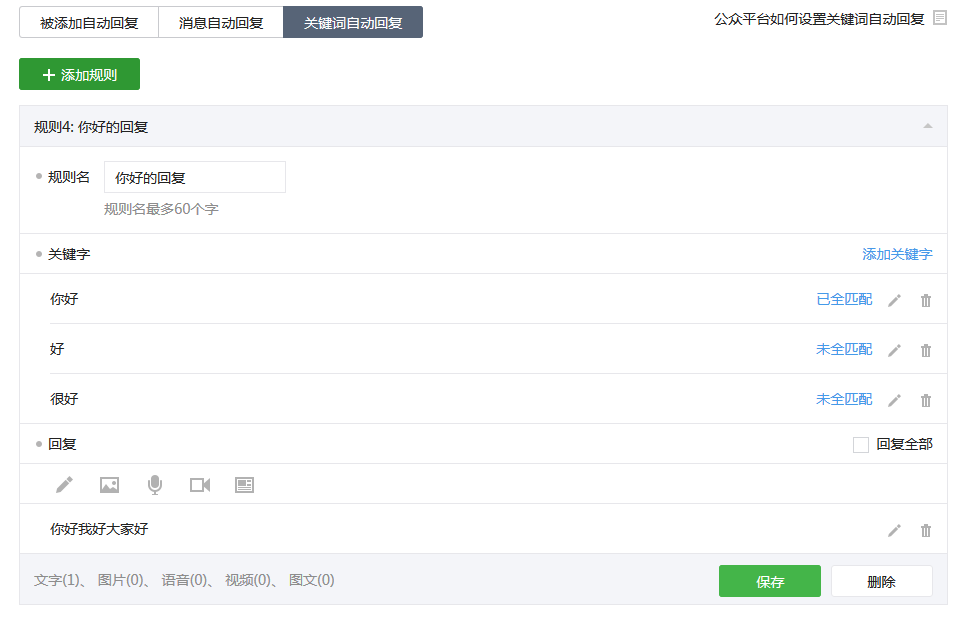 被添加自动回复 消息自动回复 关键词自动回复 公众平台如何设置关键词自动回复
添加规则
规则4: 你好的回复
规则名 你好的回复
规则名最多60个字
关键字 添加关键字
你好 已全匹配
好 未全匹配
很好 未全匹配
回复 回复全部
你好我好大家好
文字(1)、 图片(0)、 语音(0)、 视频(0)、 图文(0) 保存 删除